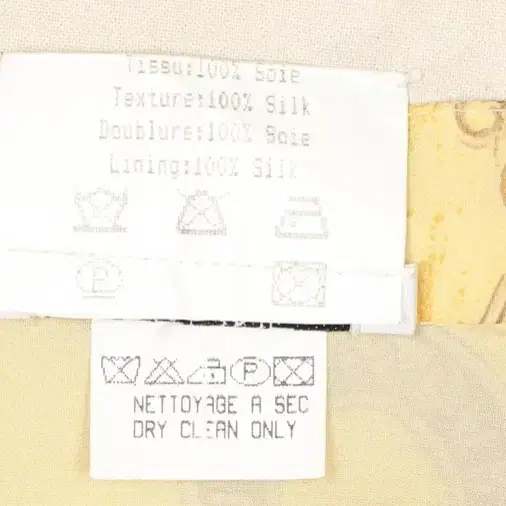 Tissu:100% Soie
Texture:100% Silk
Doublure:100% Soie
Lining:100% Silk
P
P
NETTOYAGE A SEC
DRY CLEAN ONLY